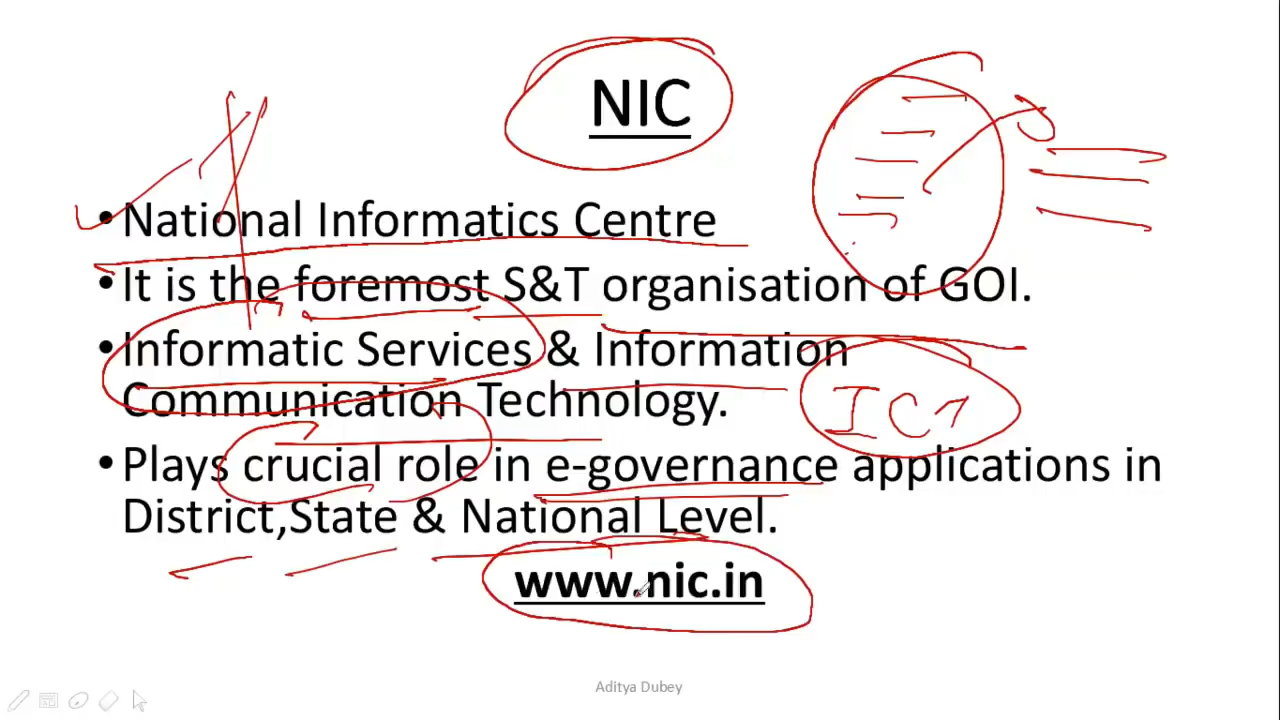 NIC
•National Informatics Centre
•It is the foremost S&T organisation of GOI.
•Informatic Services & Information
Communication Technology.
ICT
•Plays crucial role in e-governance applications in
District,State & National Level.
www.nic.in
Aditya Dubey